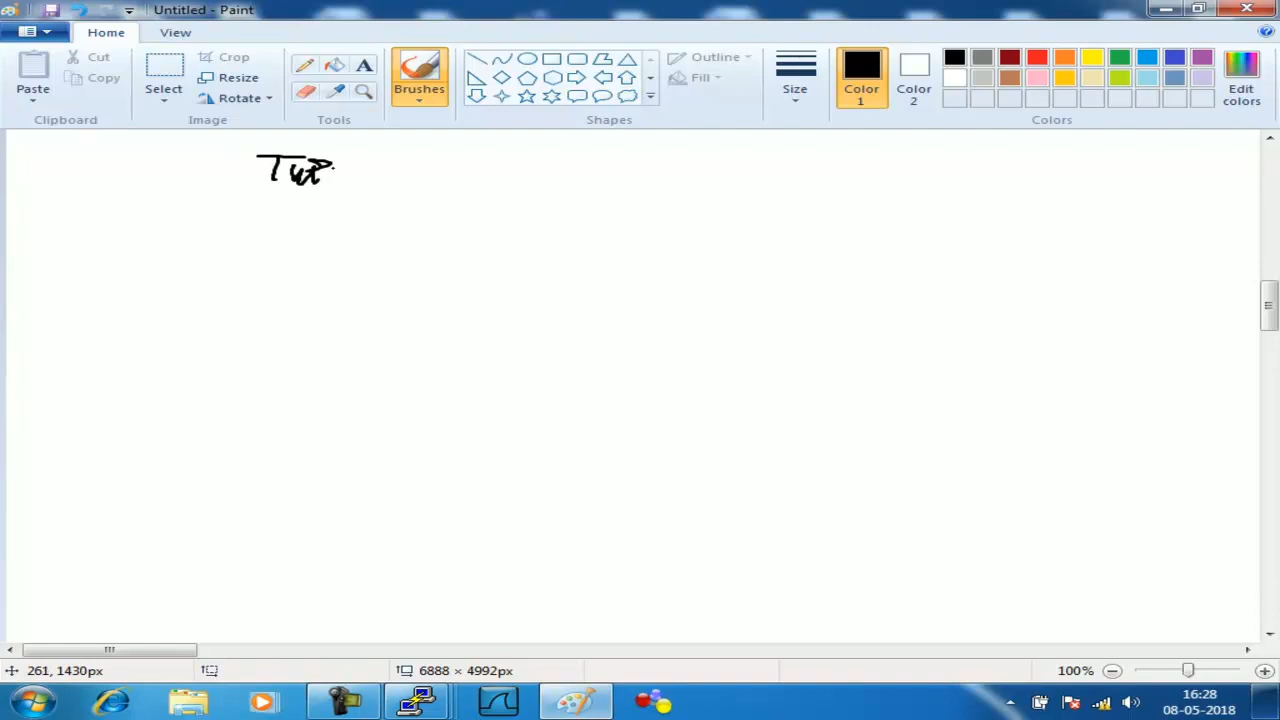 Untitled - Paint
Home View
Paste Cut Copy Clipboard
Select Crop Resize Rotate Image
Tools
Brushes
Shapes Outline Fill
Size
Color 1 Color 2 Edit colors Colors
261, 1430px 6888 × 4992px 100%
16:28
08-05-2018